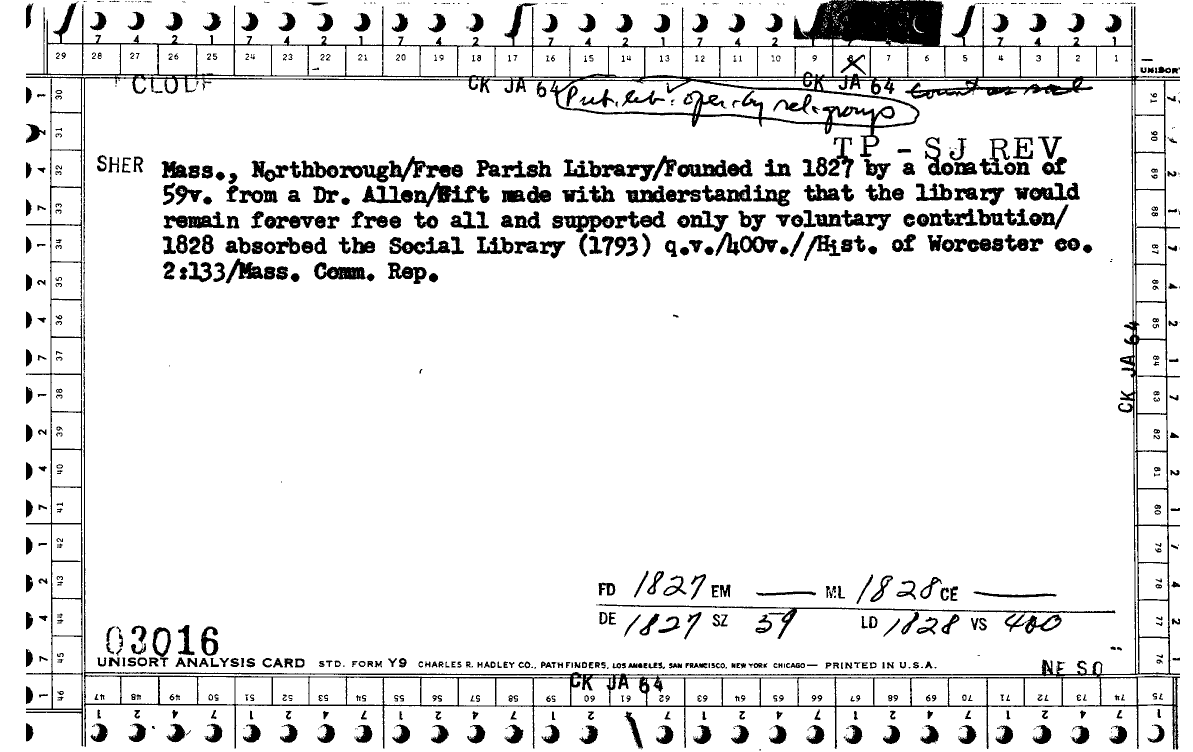 7 4 2 1 7 4 2 1 7 4 2 1 7 4 2 1 7 4 2 1 7 4 2 1 7 4 2 1
29 28 27 26 25 24 23 22 21 20 19 18 17 16 15 14 13 12 11 10 9 8 7 6 5 4 3 2 1
UNISORT
CK JA 64 CK JA 64
Pub. lib. oper. by rel. groups
TP - SJ REV
SHER Mass., Northborough/Free Parish Library/Founded in 1827 by a donation of
59v. from a Dr. Allen/Gift made with understanding that the library would
remain forever free to all and supported only by voluntary contribution/
1828 absorbed the Social Library (1793) q.v./400v.//Hist. of Worcester co.
2:133/Mass. Comm. Rep.
30 31 32 33 34 35 36 37 38 39 40 41 42 43 44 45 46
91 90 89 88 87 86 85 84 83 82 81 80 79 78 77 76 75
CK JA 64
FD 1827 EM — ML 1828 CE —
DE 1827 SZ 59 LD 1828 VS 400
03016
UNISORT ANALYSIS CARD STD. FORM Y9 CHARLES R. HADLEY CO., PATHFINDERS, LOS ANGELES, SAN FRANCISCO, NEW YORK CHICAGO — PRINTED IN U.S.A.
NE SO
CK JA 64
47 48 49 50 51 52 53 54 55 56 57 58 59 60 61 62 63 64 65 66 67 68 69 70 71 72 73 74 75